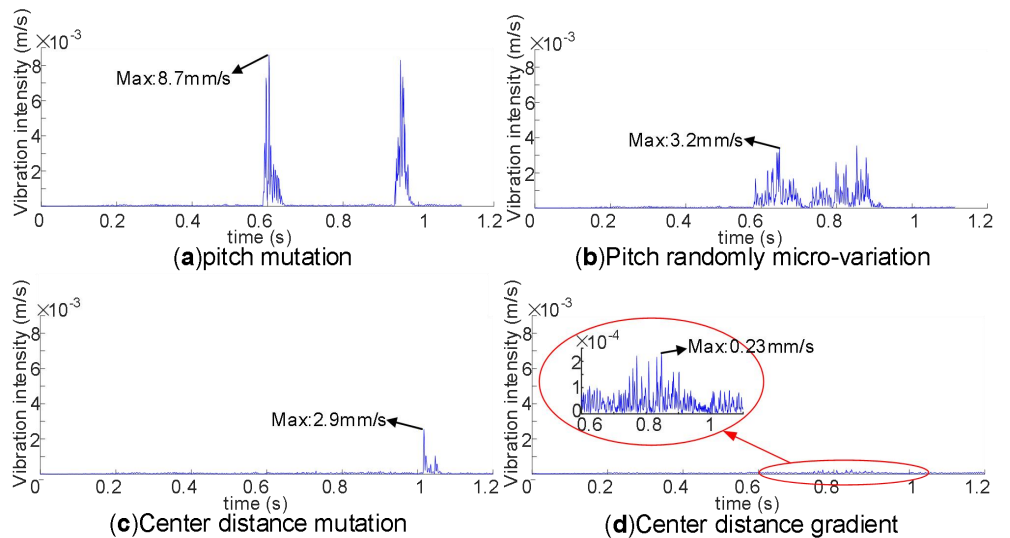 ×10⁻³
Vibration intensity (m/s)
8
6
4
2
Max:8.7mm/s
0 0.2 0.4 0.6 0.8 1 1.2
time (s)
(a)pitch mutation
×10⁻³
Vibration intensity (m/s)
8
6
4
2
Max:3.2mm/s
0 0.2 0.4 0.6 0.8 1 1.2
time (s)
(b)Pitch randomly micro-variation
×10⁻³
Vibration intensity (m/s)
8
6
4
2
Max:2.9mm/s
0 0.2 0.4 0.6 0.8 1 1.2
time (s)
(c)Center distance mutation
×10⁻³
Vibration intensity (m/s)
8
6
4
2
×10⁻⁴
2
1
0
0.6 0.8 1
Max:0.23mm/s
0 0.2 0.4 0.6 0.8 1 1.2
time (s)
(d)Center distance gradient